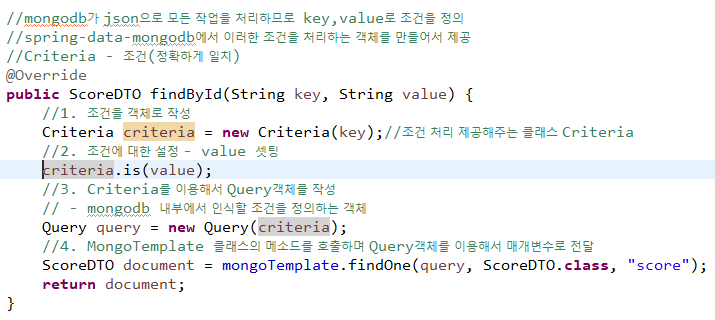 //mongodb가 json으로 모든 작업을 처리하므로 key,value로 조건을 정의
//spring-data-mongodb에서 이러한 조건을 처리하는 객체를 만들어서 제공
//Criteria - 조건(정확하게 일치)
@Override
public ScoreDTO findById(String key, String value) {
//1. 조건을 객체로 작성
Criteria criteria = new Criteria(key);//조건 처리 제공해주는 클래스 Criteria
//2. 조건에 대한 설정 - value 셋팅
criteria.is(value);
//3. Criteria를 이용해서 Query객체를 작성
// - mongodb 내부에서 인식할 조건을 정의하는 객체
Query query = new Query(criteria);
//4. MongoTemplate 클래스의 메소드를 호출하며 Query객체를 이용해서 매개변수로 전달
ScoreDTO document = mongoTemplate.findOne(query, ScoreDTO.class, "score");
return document;
}